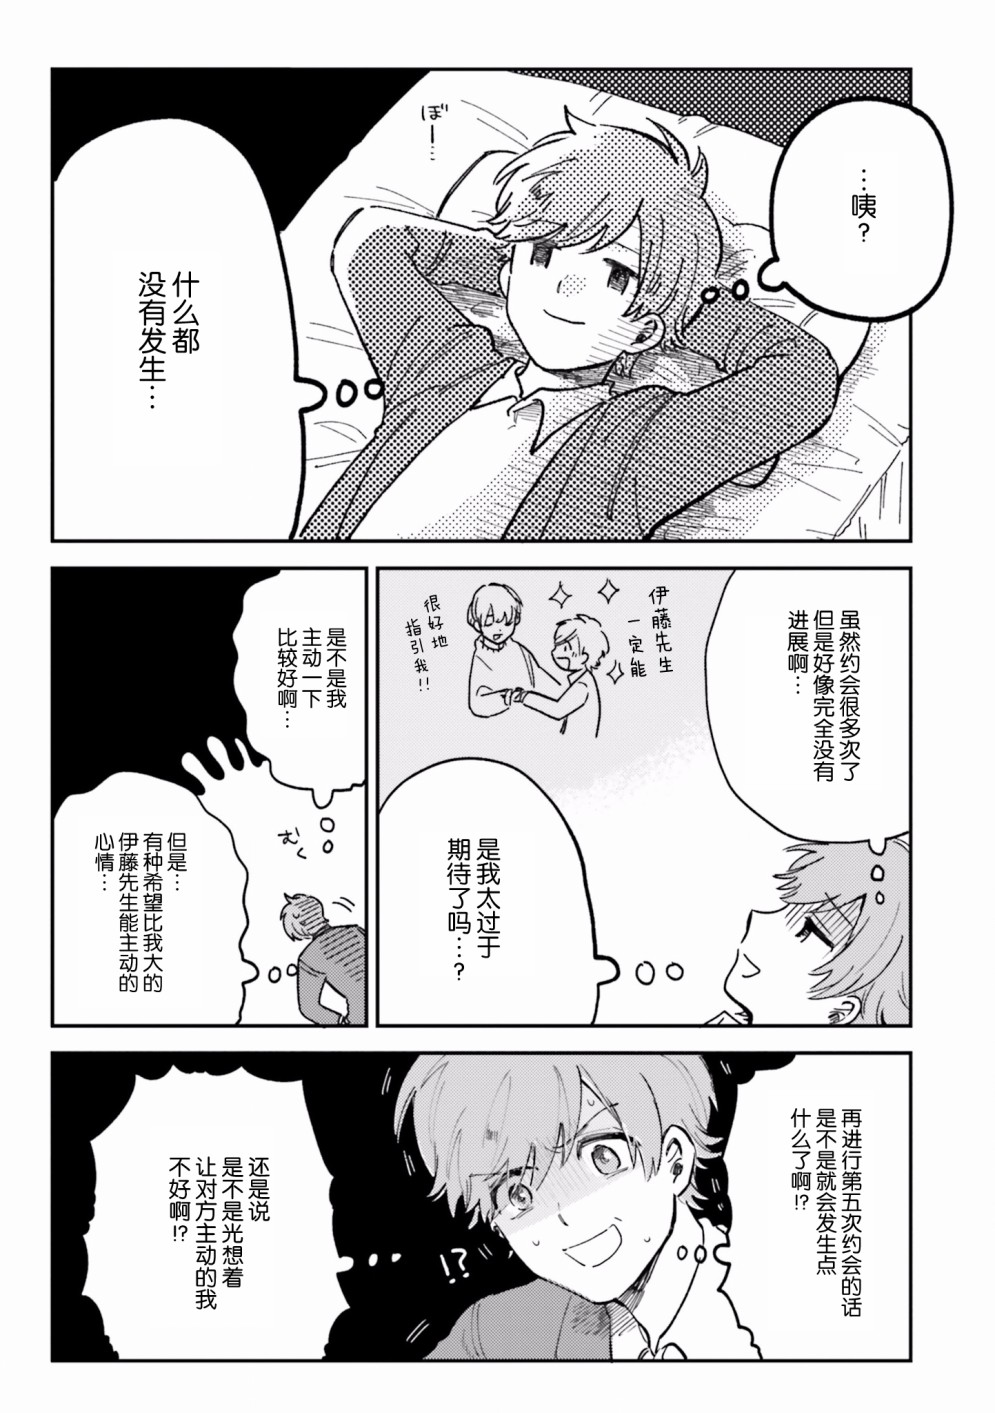 …咦?
ぼー…
什么都
没有发生…
虽然约会很多次了
但是好像完全没有
进展啊…
伊藤先生
一定能
很好地
指引我!!
是我太过于
期待了吗…?
是不是我
主动一下
比较好啊…
むくっ
但是…
有种希望比我大的
伊藤先生能主动的
心情…
再进行第五次约会的话
是不是就会发生点
什么了啊!?
!?
还是说
是不是光想着
让对方主动的我
不好啊!?